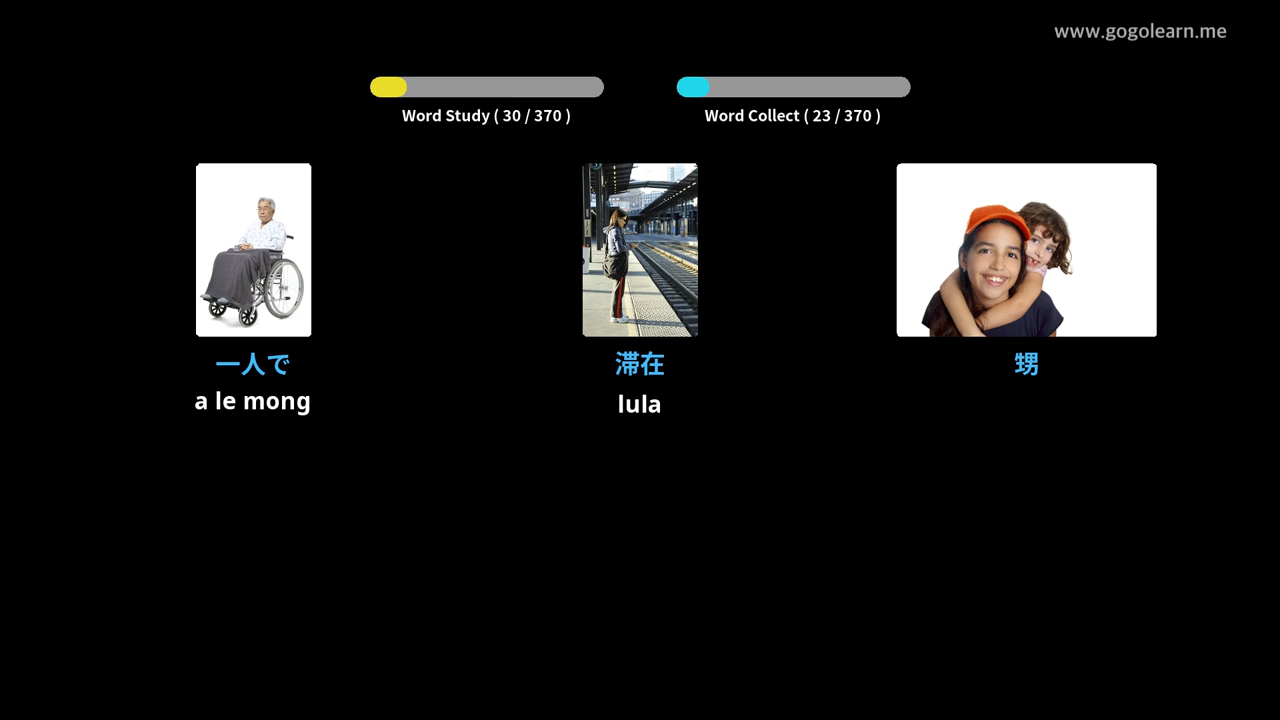 www.gogolearn.me
Word Study ( 30 / 370 )
Word Collect ( 23 / 370 )
一人で
滞在
甥
a le mong
lula